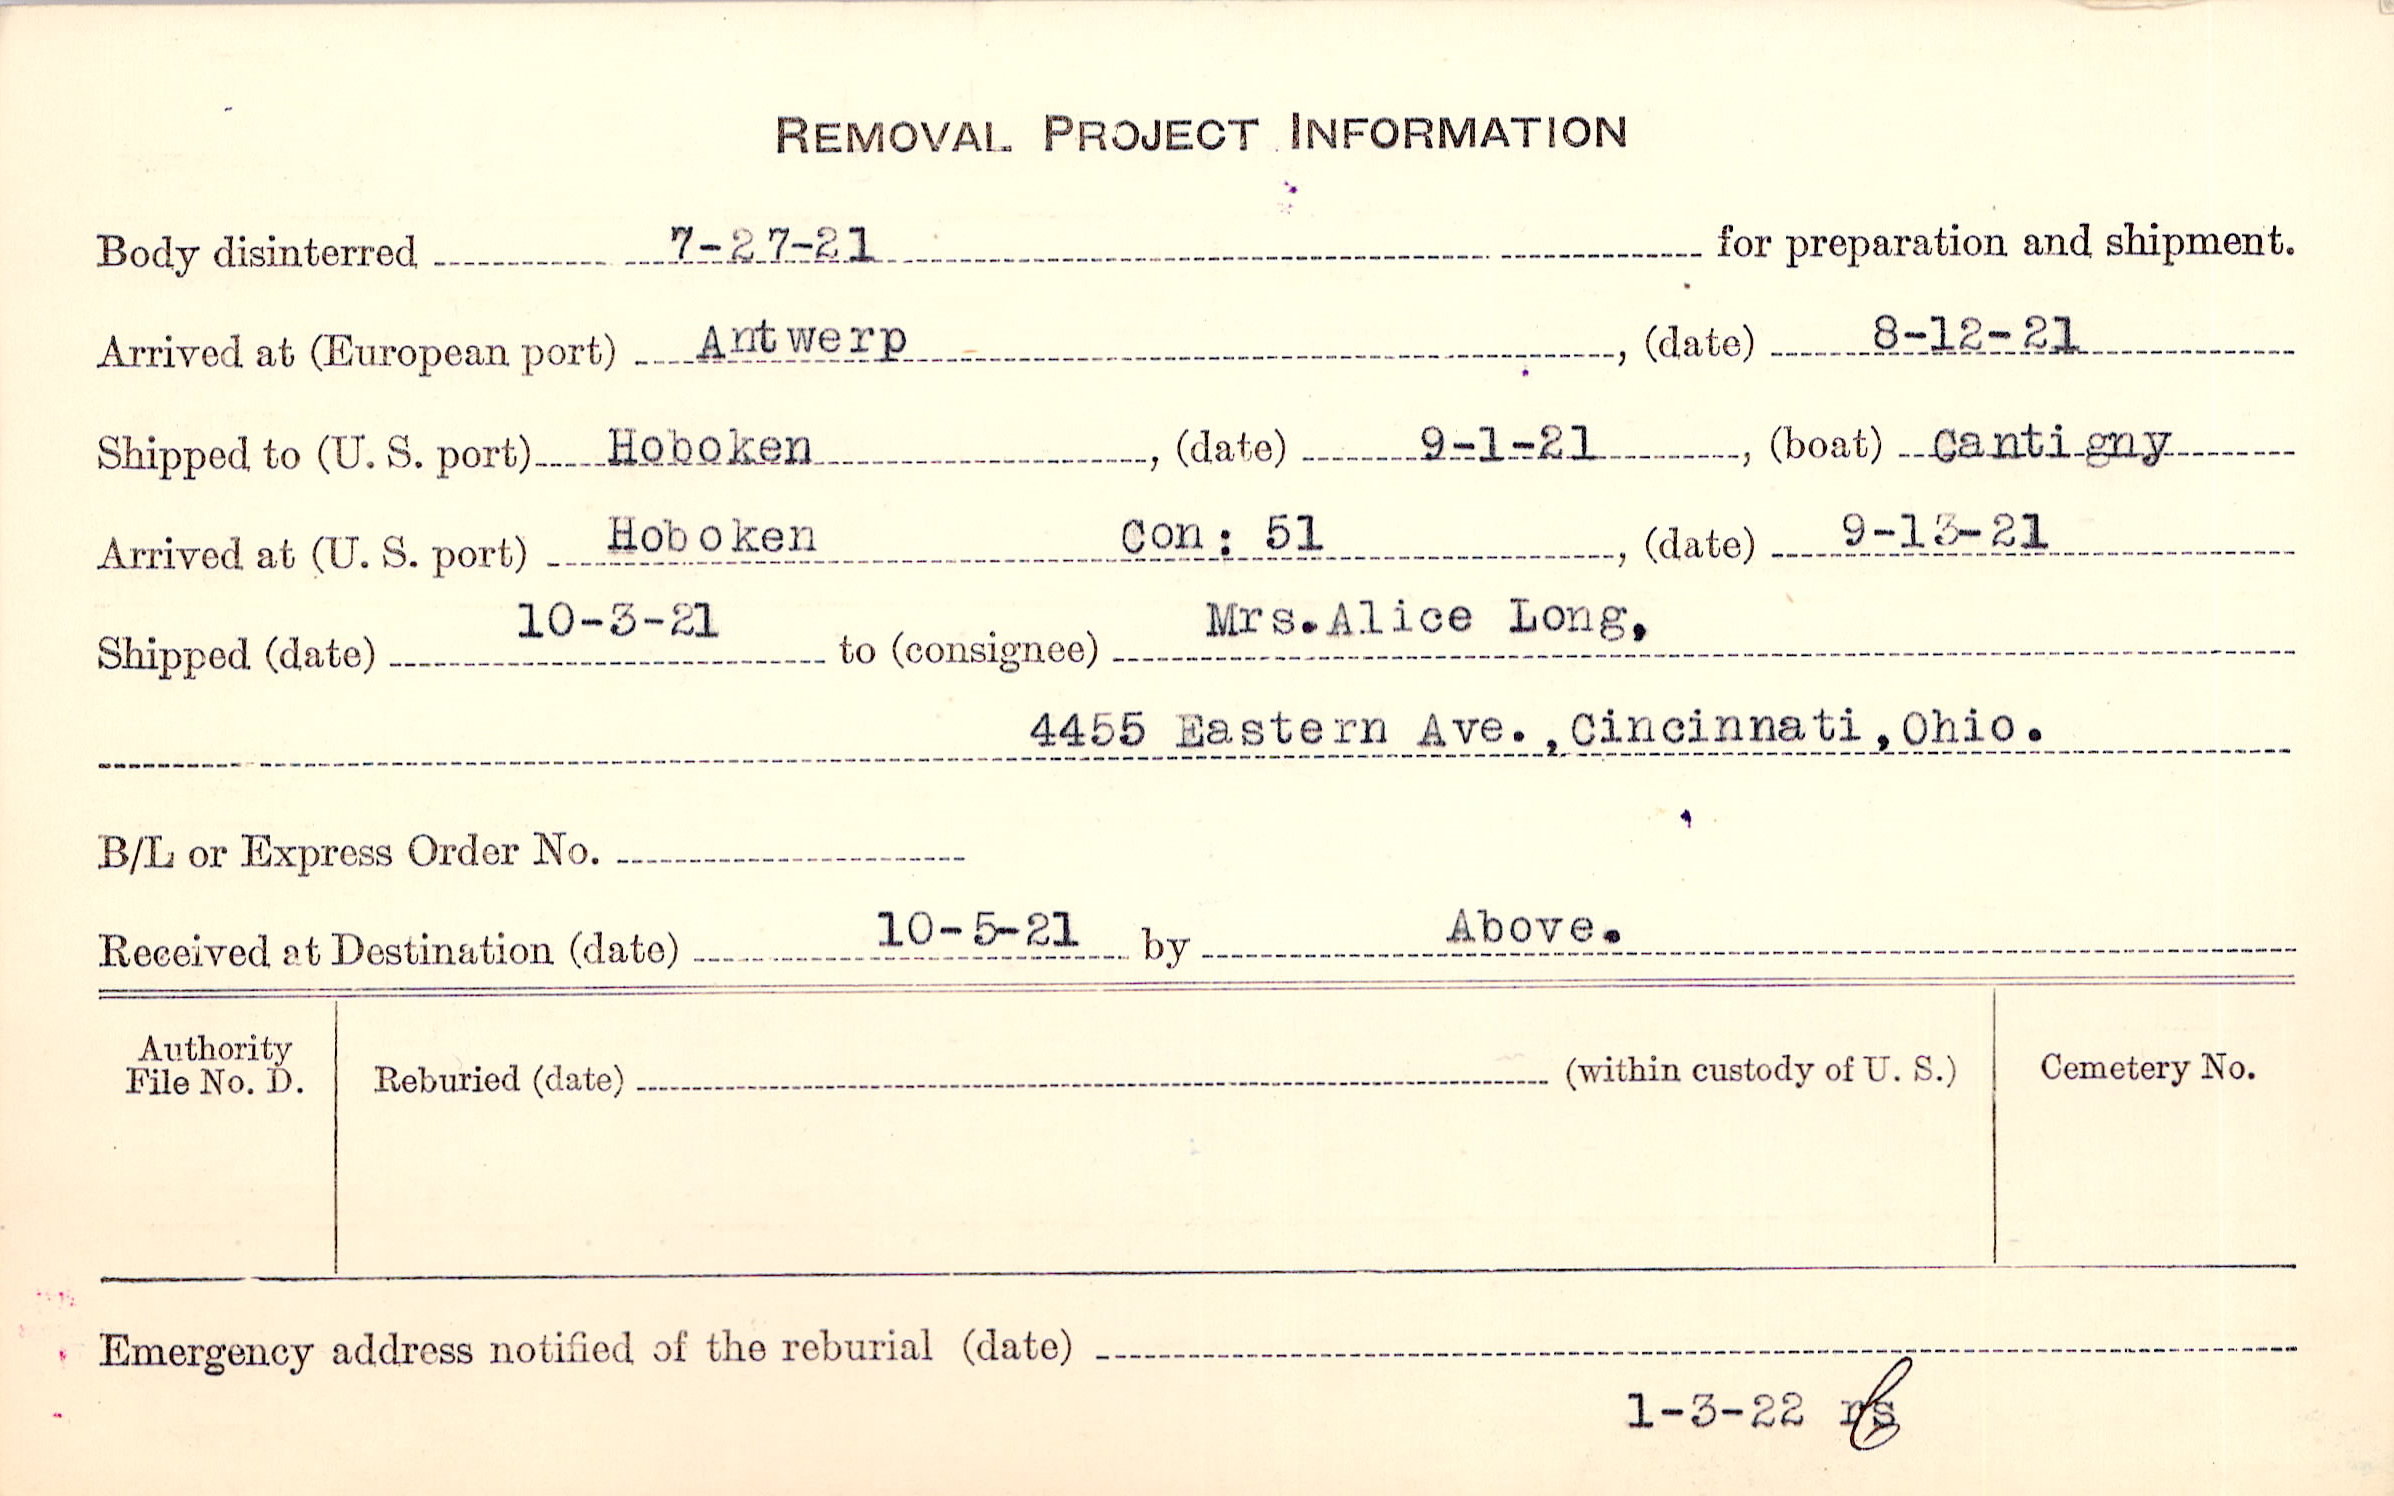 REMOVAL PROJECT INFORMATION
Body disinterred 7-27-21 for preparation and shipment.
Arrived at (European port) Antwerp, (date) 8-12-21
Shipped to (U. S. port) Hoboken, (date) 9-1-21, (boat) Cantigny
Arrived at (U. S. port) Hoboken Con: 51, (date) 9-13-21
Shipped (date) 10-3-21 to (consignee) Mrs.Alice Long,
4455 Eastern Ave.,Cincinnati,Ohio.
B/L or Express Order No.
Received at Destination (date) 10-5-21 by Above.
Authority
File No. D.
Reburied (date) (within custody of U. S.)
Cemetery No.
Emergency address notified of the reburial (date)
1-3-22 rs